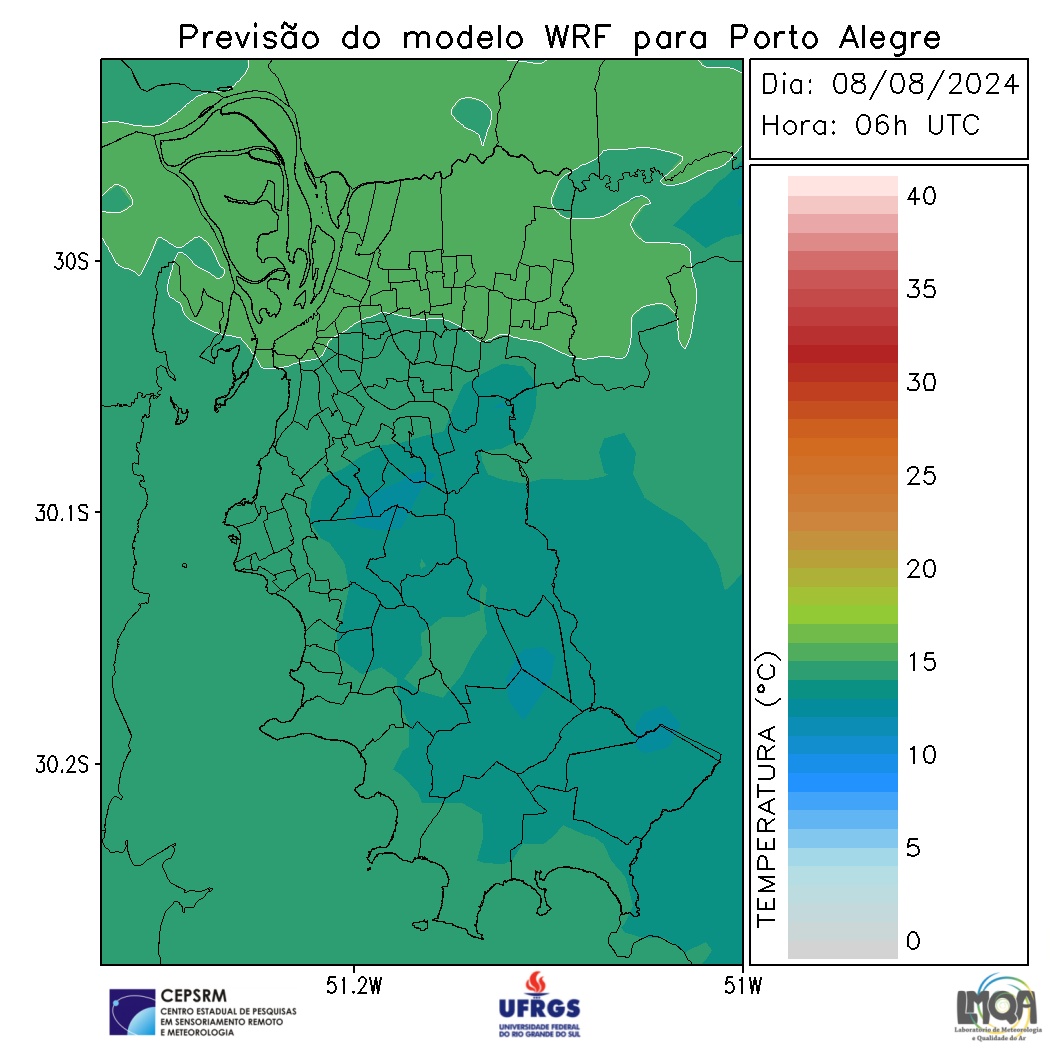 Previsão do modelo WRF para Porto Alegre
Dia: 08/08/2024
Hora: 06h UTC
40
35
30
25
20
15
10
5
0
TEMPERATURA (°C)
30S
30.1S
30.2S
51.2W
51W
CEPSRM
CENTRO ESTADUAL DE PESQUISAS
EM SENSORIAMENTO REMOTO
E METEOROLOGIA
UFRGS
UNIVERSIDADE FEDERAL
DO RIO GRANDE DO SUL
LMQA
Laboratório de Meteorologia
e Qualidade do Ar